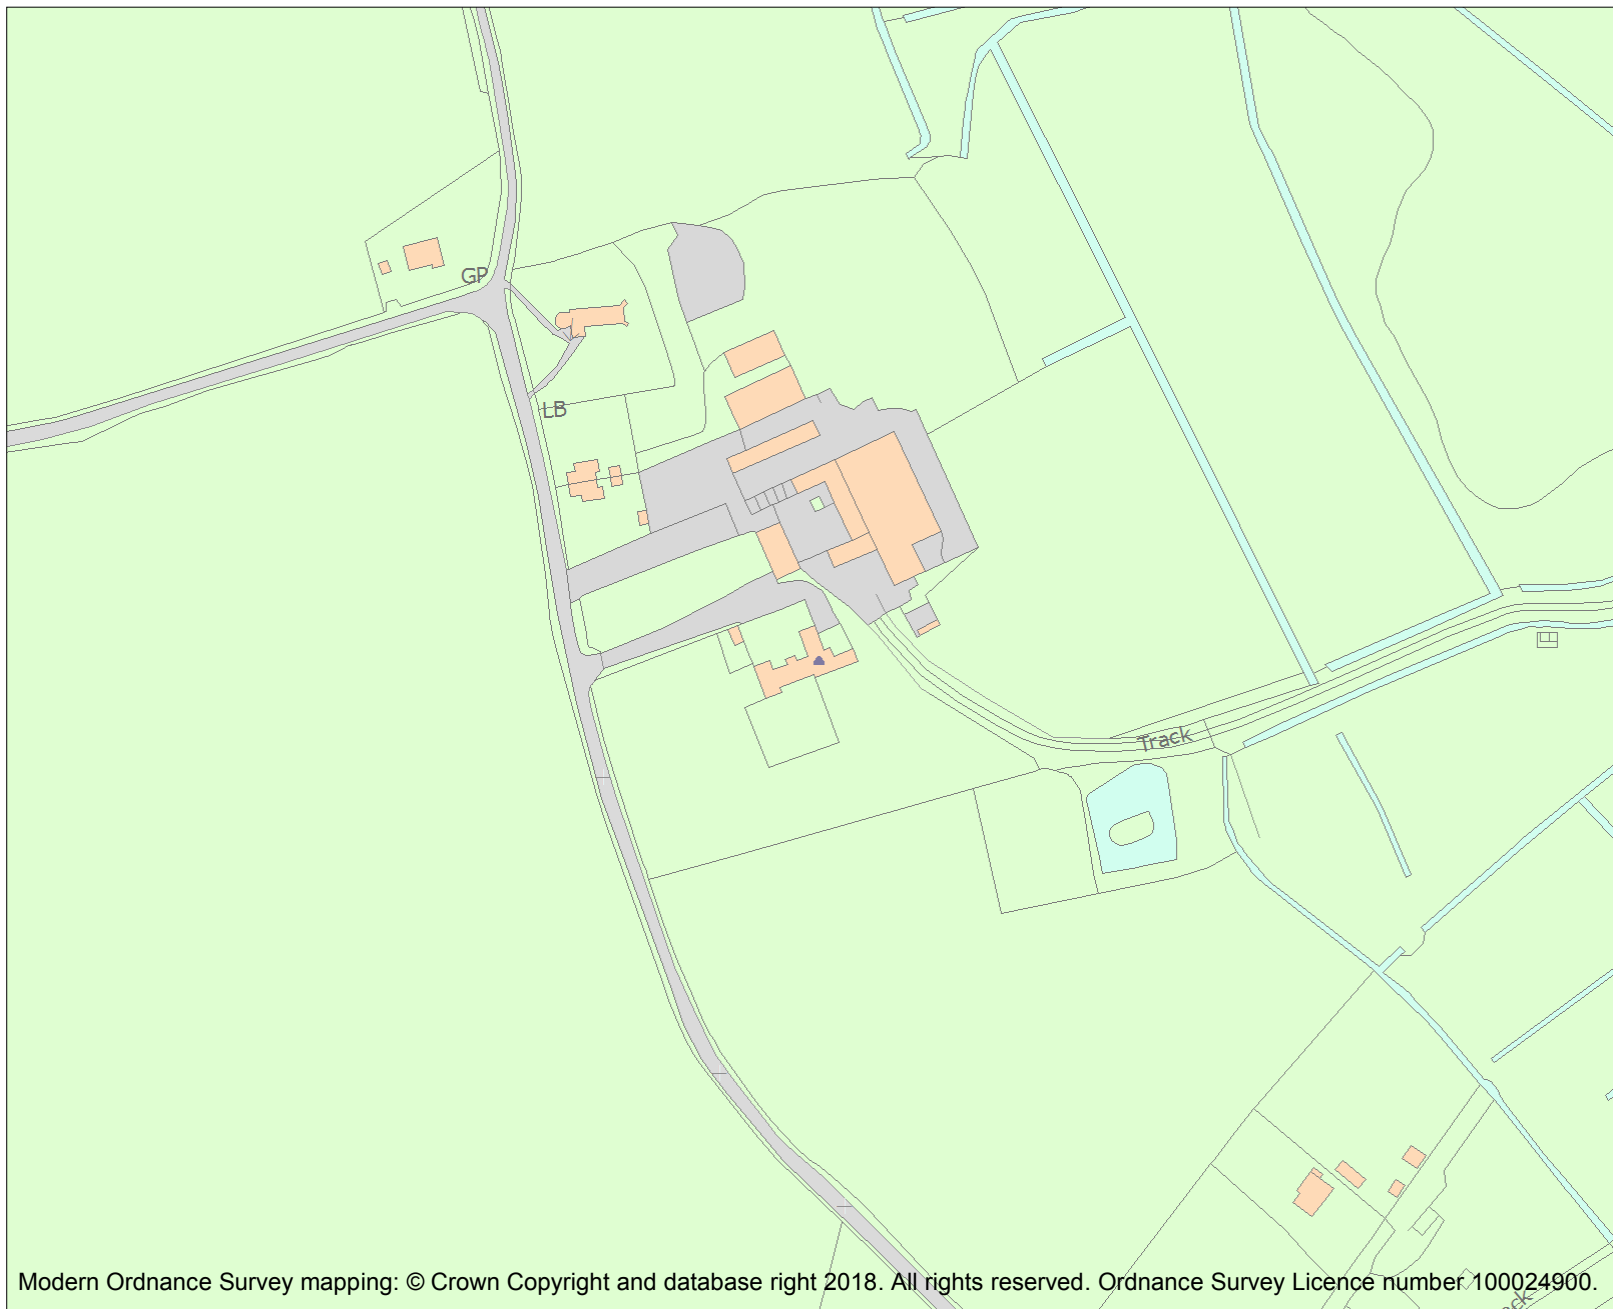 GP
LB
Track
Modern Ordnance Survey mapping: © Crown Copyright and database right 2018. All rights reserved. Ordnance Survey Licence number 100024900.